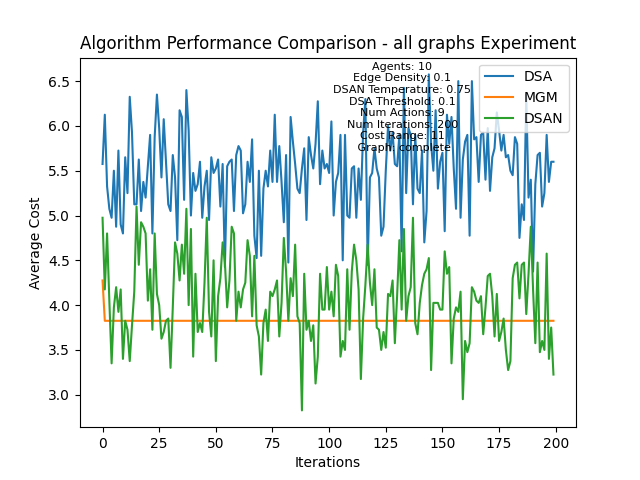 Algorithm Performance Comparison - all graphs Experiment
Agents: 10
Edge Density: 0.1
DSAN Temperature: 0.75
DSA Threshold: 0.1
Num Actions: 9
Num Iterations: 200
Cost Range: 11
Graph: complete
DSA
MGM
DSAN
Average Cost
6.5
6.0
5.5
5.0
4.5
4.0
3.5
3.0
0 25 50 75 100 125 150 175 200
Iterations